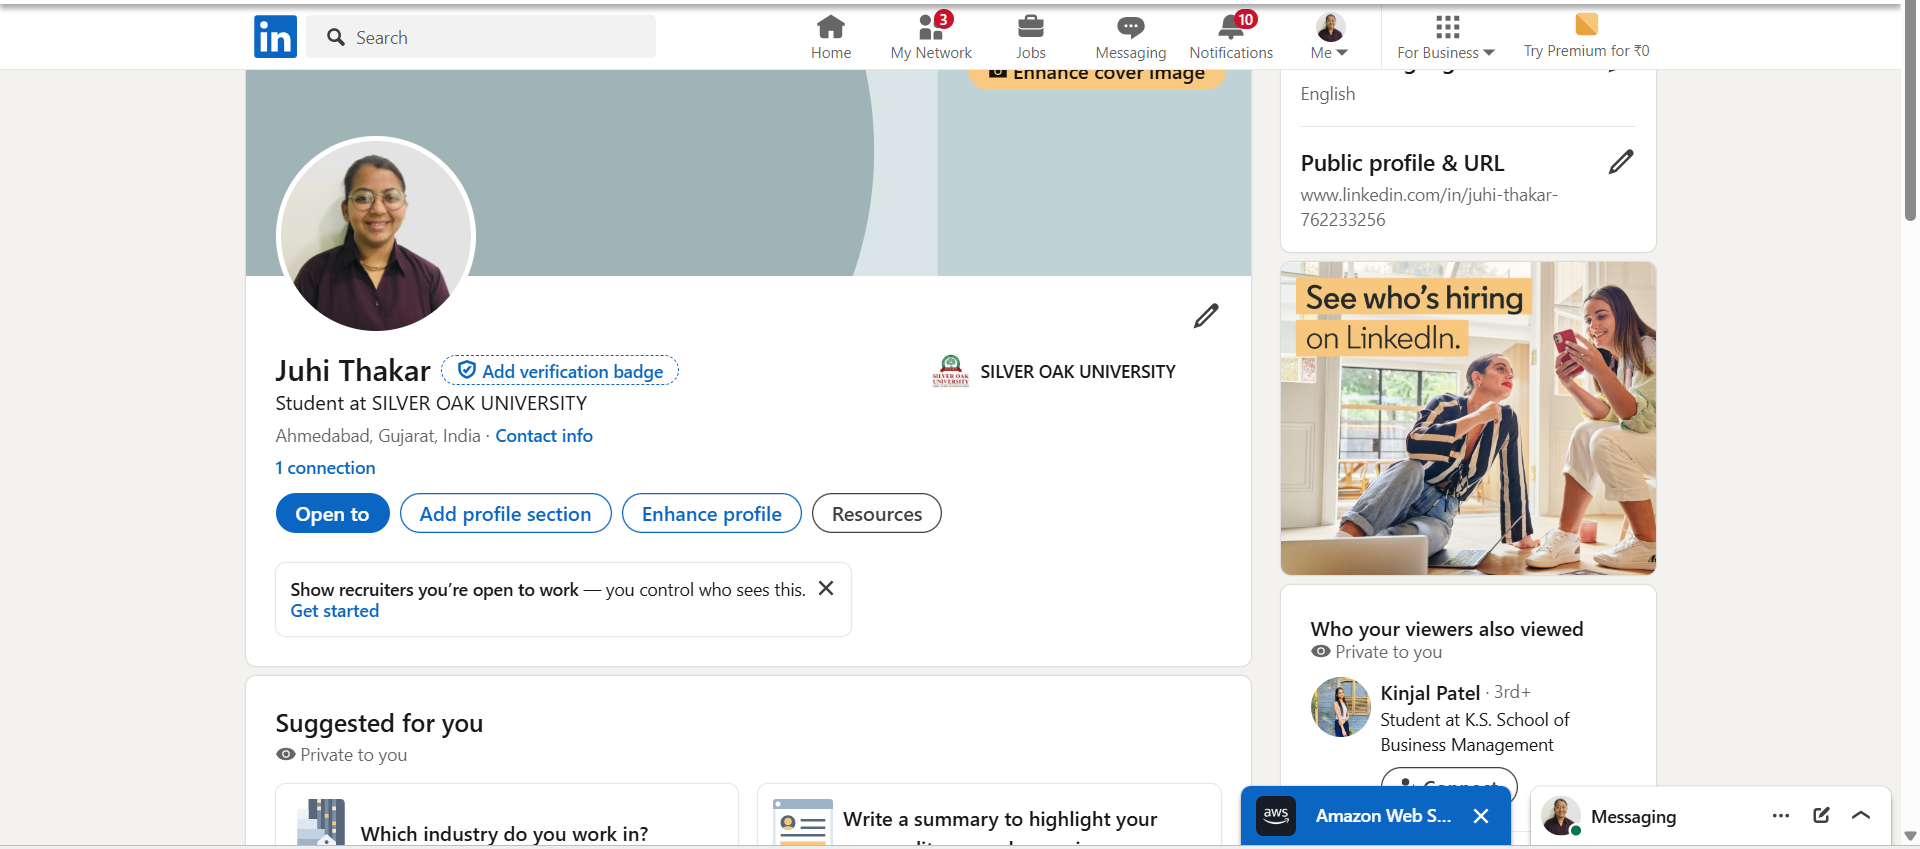 in
Search
Home
3
My Network
Jobs
Messaging
10
Notifications
Me
For Business
Try Premium for ₹0
Enhance cover image
English
Public profile & URL
www.linkedin.com/in/juhi-thakar-
762233256
See who's hiring
on LinkedIn.
Juhi Thakar
Add verification badge
SILVER OAK
UNIVERSITY
SILVER OAK UNIVERSITY
Student at SILVER OAK UNIVERSITY
Ahmedabad, Gujarat, India · Contact info
1 connection
Open to
Add profile section
Enhance profile
Resources
Show recruiters you're open to work — you control who sees this.
Get started
Who your viewers also viewed
Private to you
Kinjal Patel · 3rd+
Student at K.S. School of
Business Management
Connect
Suggested for you
Private to you
Which industry do you work in?
Write a summary to highlight your
aws
Amazon Web S...
Messaging